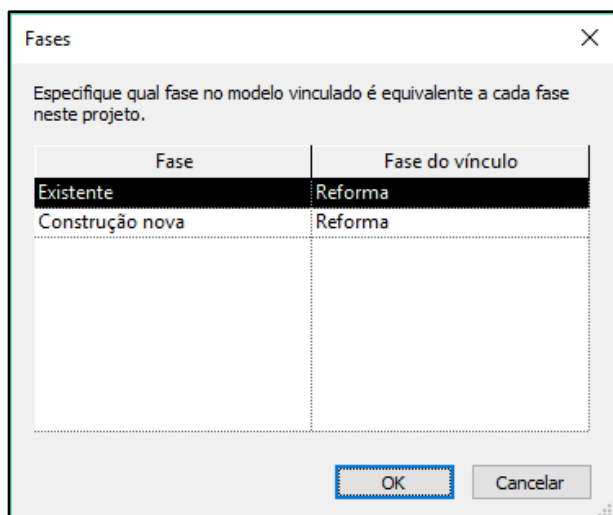 Fases
Especifique qual fase no modelo vinculado é equivalente a cada fase
neste projeto.
Fase Fase do vínculo
Existente Reforma
Construção nova Reforma
OK Cancelar